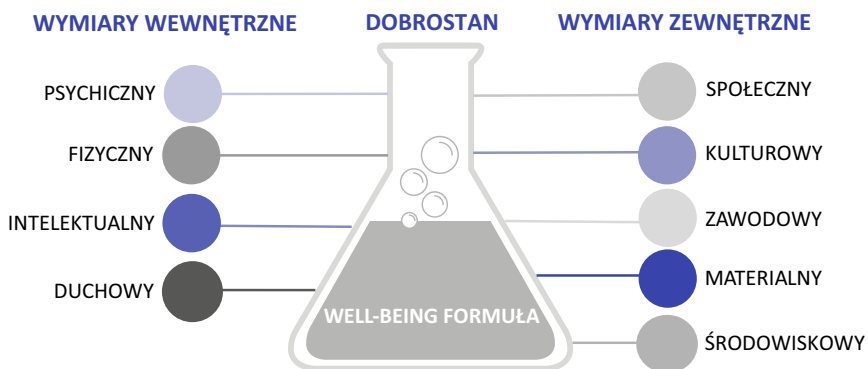 WYMIARY WEWNĘTRZNE
DOBROSTAN
WYMIARY ZEWNĘTRZNE
PSYCHICZNY
FIZYCZNY
INTELEKTUALNY
DUCHOWY
WELL-BEING FORMUŁA
SPOŁECZNY
KULTUROWY
ZAWODOWY
MATERIALNY
ŚRODOWISKOWY